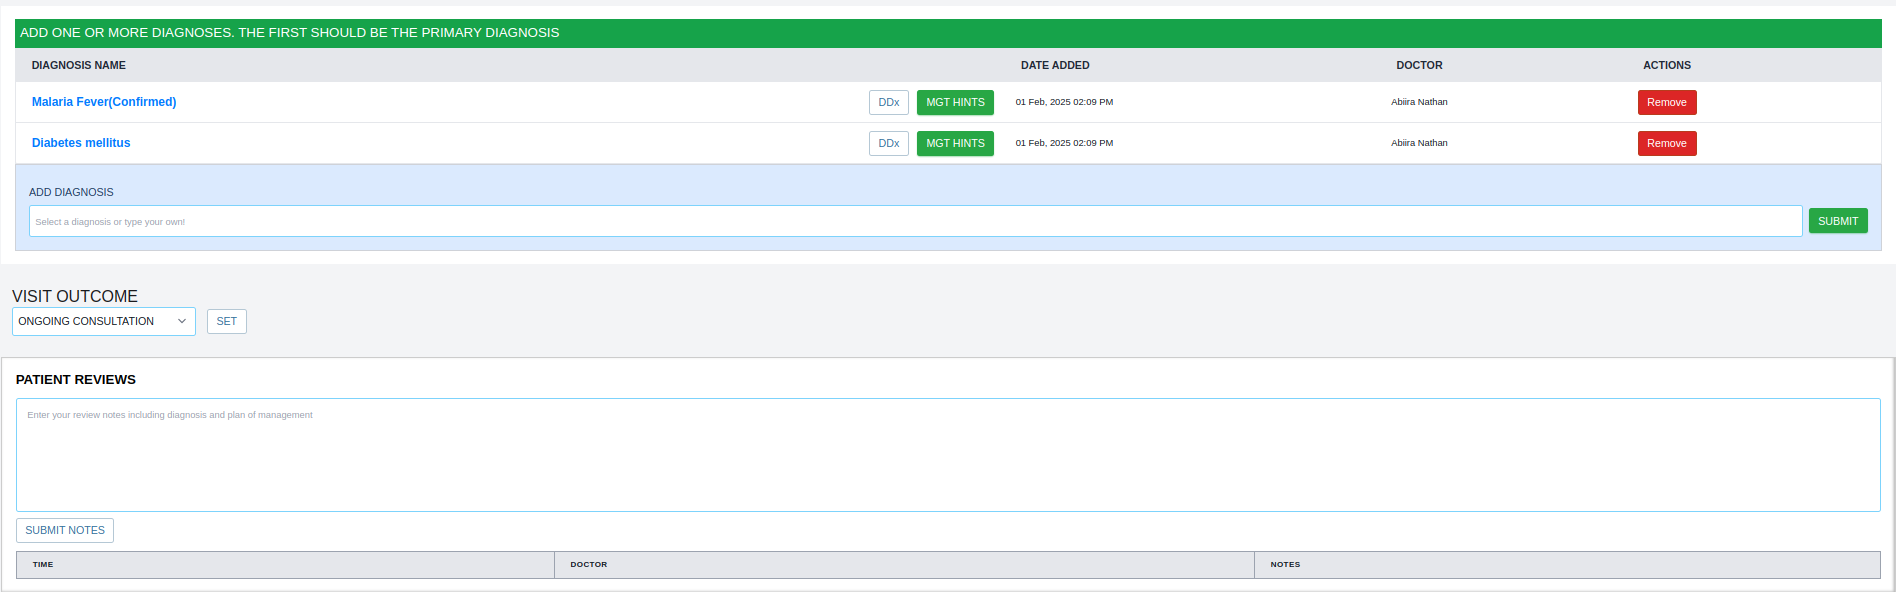 ADD ONE OR MORE DIAGNOSES. THE FIRST SHOULD BE THE PRIMARY DIAGNOSIS
DIAGNOSIS NAME DATE ADDED DOCTOR ACTIONS
Malaria Fever(Confirmed) DDx MGT HINTS 01 Feb, 2025 02:09 PM Abiira Nathan Remove
Diabetes mellitus DDx MGT HINTS 01 Feb, 2025 02:09 PM Abiira Nathan Remove
ADD DIAGNOSIS
Select a diagnosis or type your own! SUBMIT
VISIT OUTCOME
ONGOING CONSULTATION SET
PATIENT REVIEWS
Enter your review notes including diagnosis and plan of management
SUBMIT NOTES
TIME DOCTOR NOTES